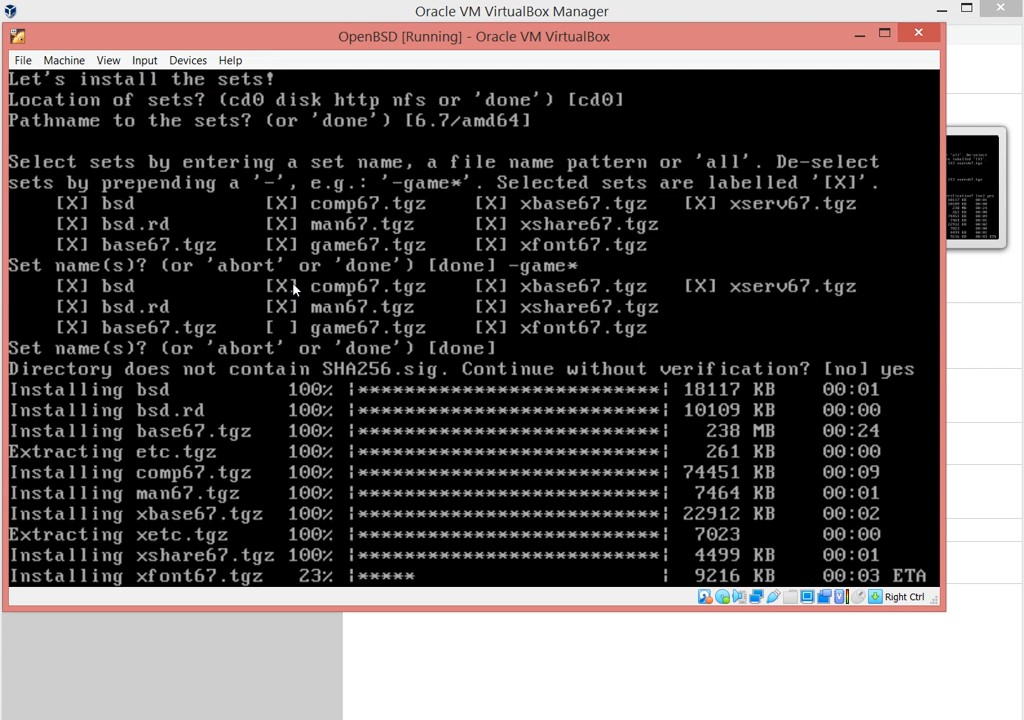 Oracle VM VirtualBox Manager
OpenBSD [Running] - Oracle VM VirtualBox
File Machine View Input Devices Help
Let's install the sets!
Location of sets? (cd0 disk http nfs or 'done') [cd0]
Pathname to the sets? (or 'done') [6.7/amd64]
Select sets by entering a set name, a file name pattern or 'all'. De-select
sets by prepending a '-', e.g.: '-game*'. Selected sets are labelled '[X]'.
[X] bsd [X] comp67.tgz [X] xbase67.tgz [X] xserv67.tgz
[X] bsd.rd [X] man67.tgz [X] xshare67.tgz
[X] base67.tgz [X] game67.tgz [X] xfont67.tgz
Set name(s)? (or 'abort' or 'done') [done] -game*
[X] bsd [X] comp67.tgz [X] xbase67.tgz [X] xserv67.tgz
[X] bsd.rd [X] man67.tgz [X] xshare67.tgz
[X] base67.tgz [ ] game67.tgz [X] xfont67.tgz
Set name(s)? (or 'abort' or 'done') [done]
Directory does not contain SHA256.sig. Continue without verification? [no] yes
Installing bsd 100% |**************************| 18117 KB 00:01
Installing bsd.rd 100% |**************************| 10109 KB 00:00
Installing base67.tgz 100% |**************************| 238 MB 00:24
Extracting etc.tgz 100% |**************************| 261 KB 00:00
Installing comp67.tgz 100% |**************************| 74451 KB 00:09
Installing man67.tgz 100% |**************************| 7464 KB 00:01
Installing xbase67.tgz 100% |**************************| 22912 KB 00:02
Extracting xetc.tgz 100% |**************************| 7023 00:00
Installing xshare67.tgz 100% |**************************| 4499 KB 00:01
Installing xfont67.tgz 23% |***** | 9216 KB 00:03 ETA
Right Ctrl